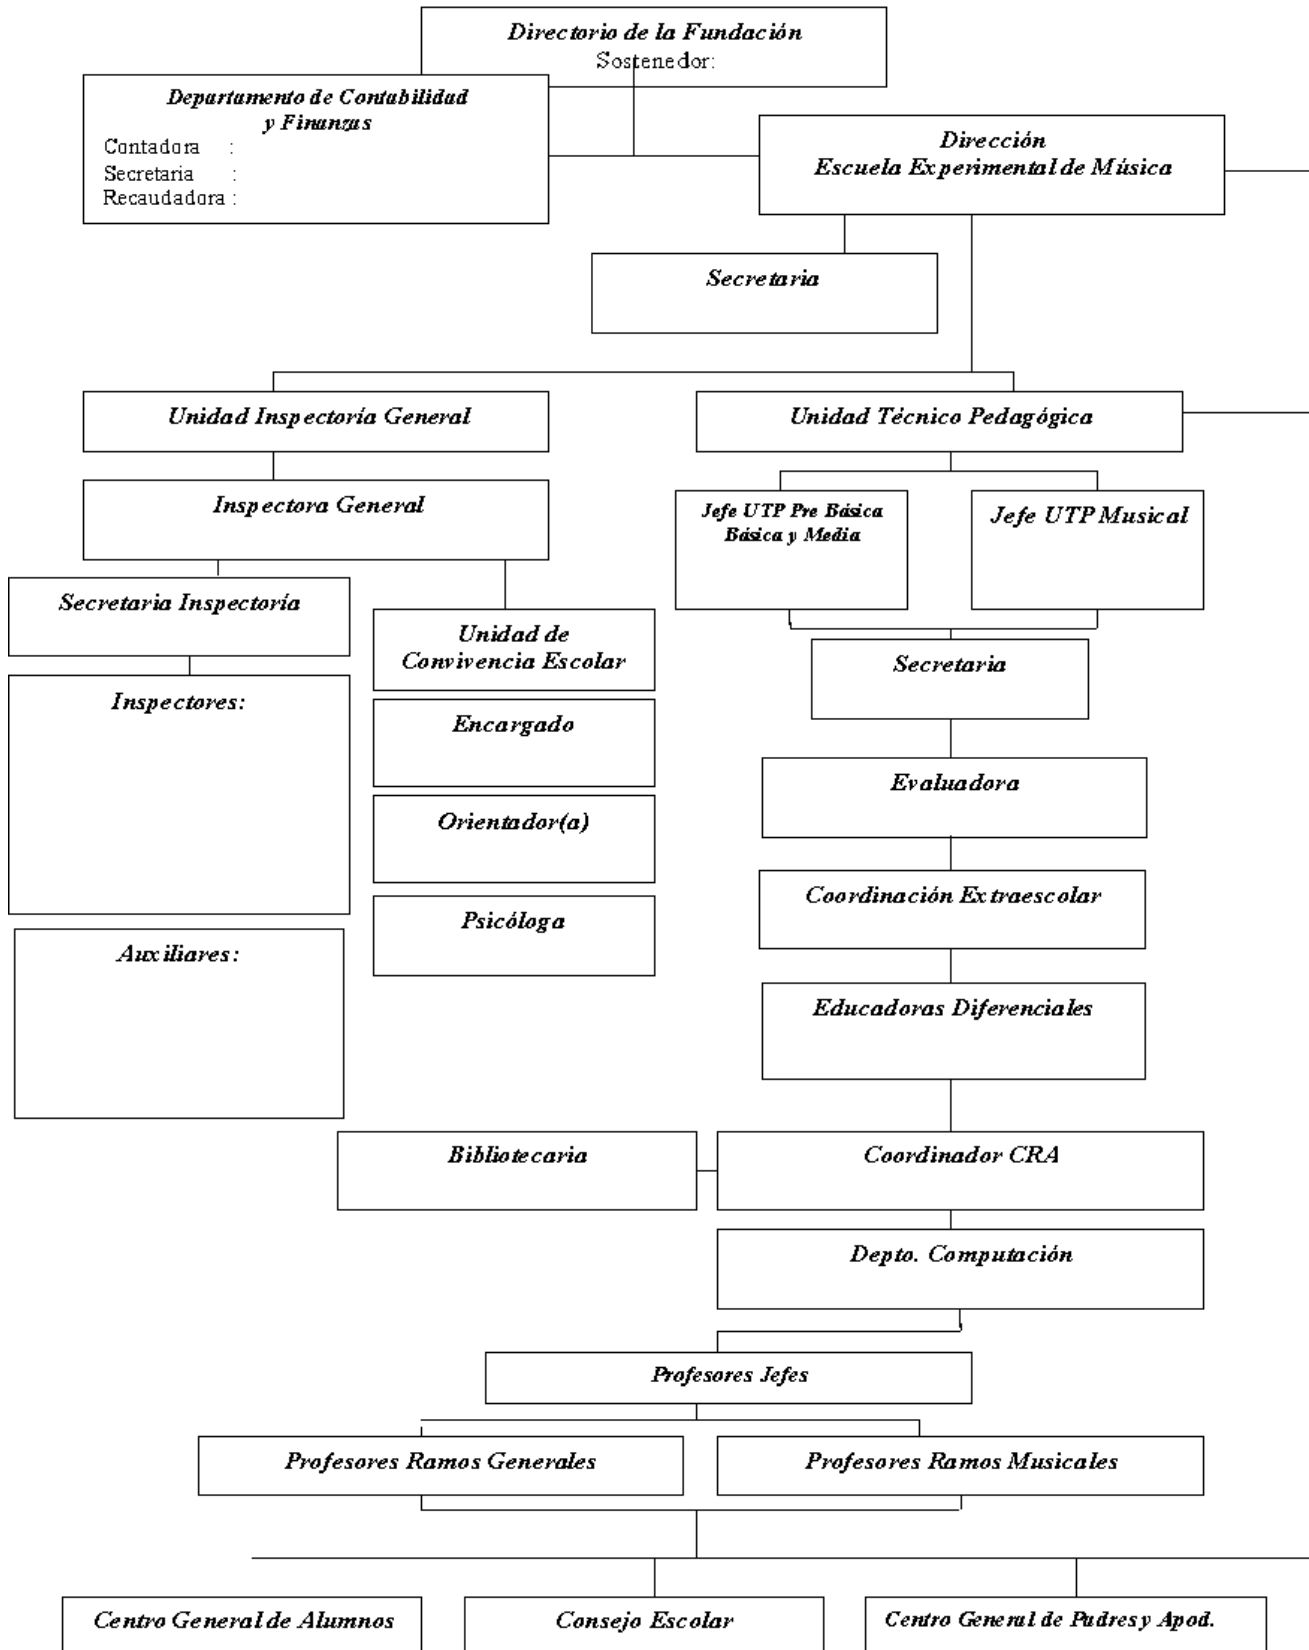 Directorio de la Fundación
Sostenedor:
Departamento de Contabilidad
y Finanzas
Contadora :
Secretaria :
Recaudadora :
Dirección
Escuela Experimental de Música
Secretaria
Unidad Inspectoría General
Unidad Técnico Pedagógica
Inspectora General
Jefe UTP Pre Básica
Básica y Media
Jefe UTP Musical
Secretaria Inspectoría
Unidad de
Convivencia Escolar
Secretaria
Inspectores:
Encargado
Evaluadora
Orientador(a)
Coordinación Extraescolar
Psicóloga
Auxiliares:
Educadoras Diferenciales
Bibliotecaria
Coordinador CRA
Depto. Computación
Profesores Jefes
Profesores Ramos Generales
Profesores Ramos Musicales
Centro General de Alumnos
Consejo Escolar
Centro General de Padres y Apod.